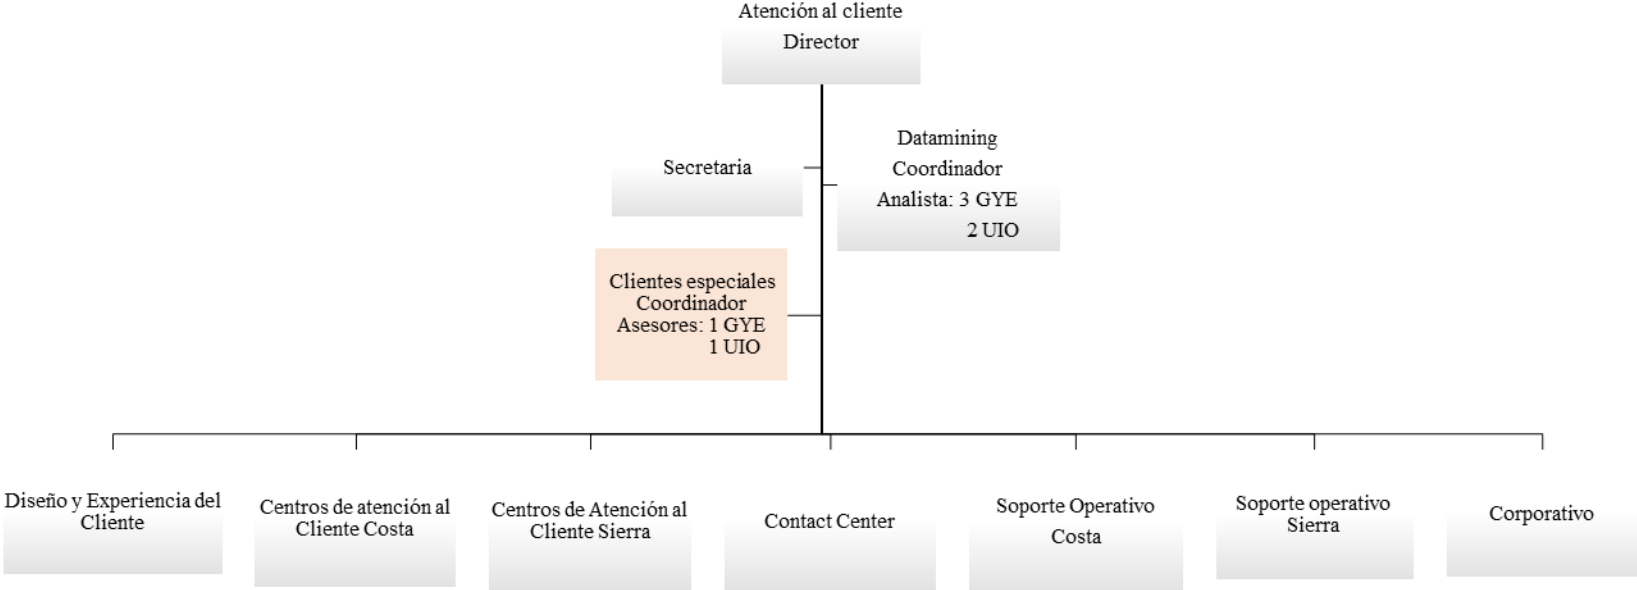 Atención al cliente
Director
Secretaria
Datamining
Coordinador
Analista: 3 GYE
2 UIO
Clientes especiales
Coordinador
Asesores: 1 GYE
1 UIO
Diseño y Experiencia del
Cliente
Centros de atención al
Cliente Costa
Centros de Atención al
Cliente Sierra
Contact Center
Soporte Operativo
Costa
Soporte operativo
Sierra
Corporativo